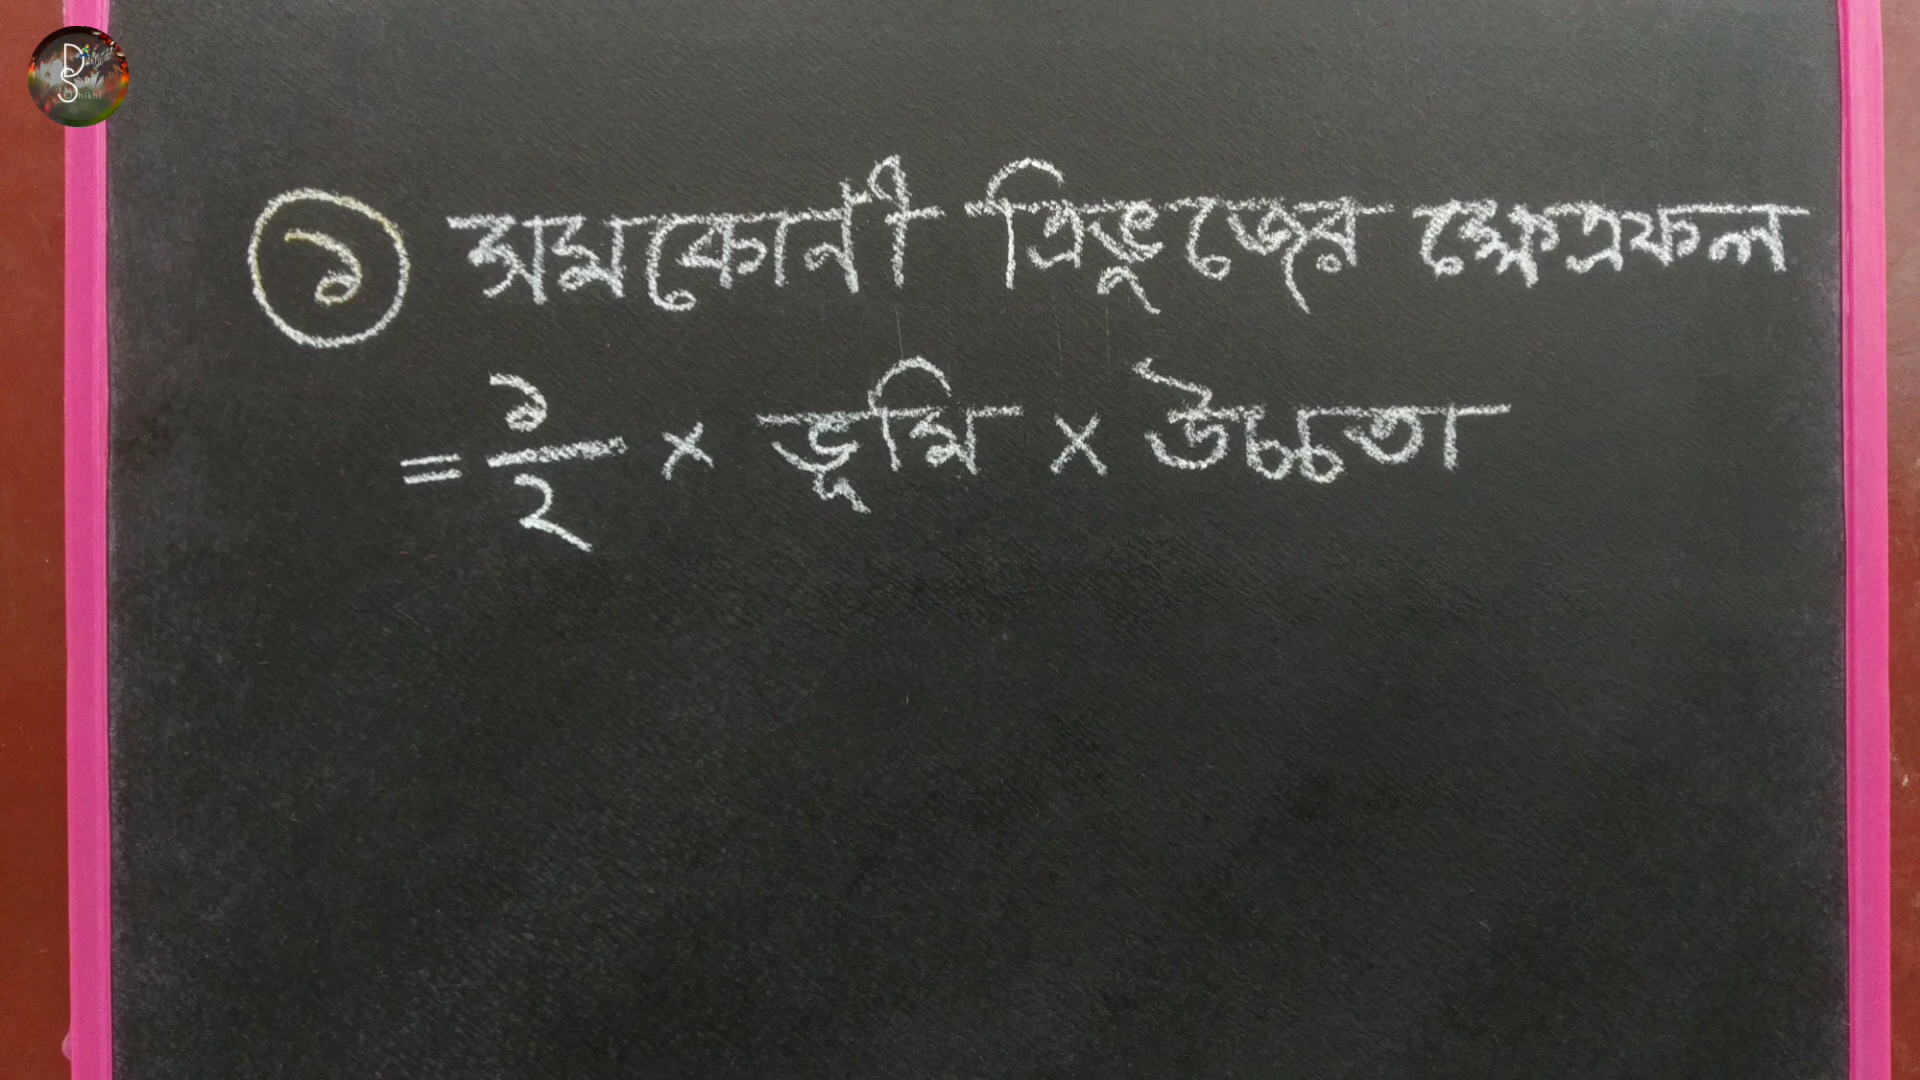 ১ সমকোনী ত্রিভূজের ক্ষেত্রফল
= ১/২ × ভূমি × উচ্চতা